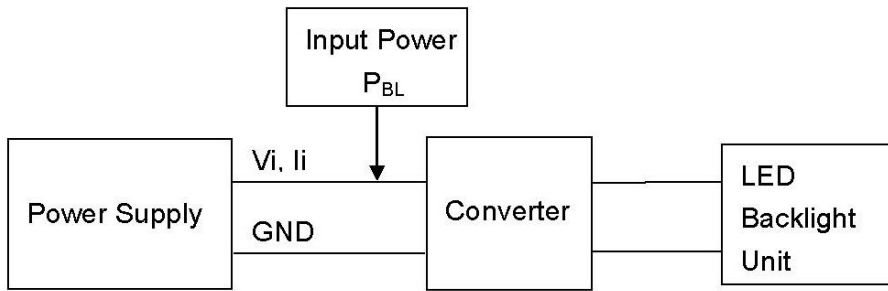 Input Power
P_BL
Vi, Ii
Power Supply
GND
Converter
LED
Backlight
Unit